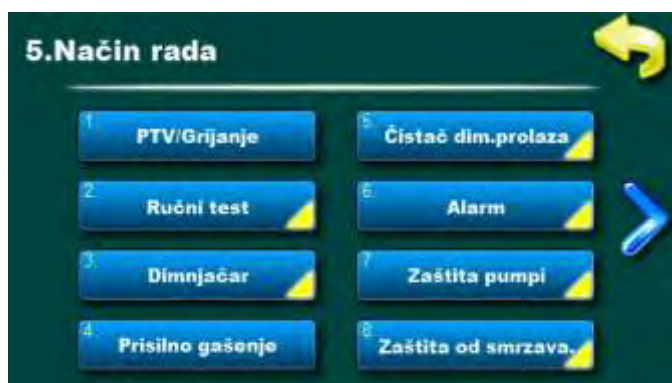 5.Način rada
1.
PTV/Grijanje
2.
Ručni test
3.
Dimnjačar
4.
Prisilno gašenje
5.
Čistač dim.prolaza
6.
Alarm
7.
Zaštita pumpi
8.
Zaštita od smrzava.